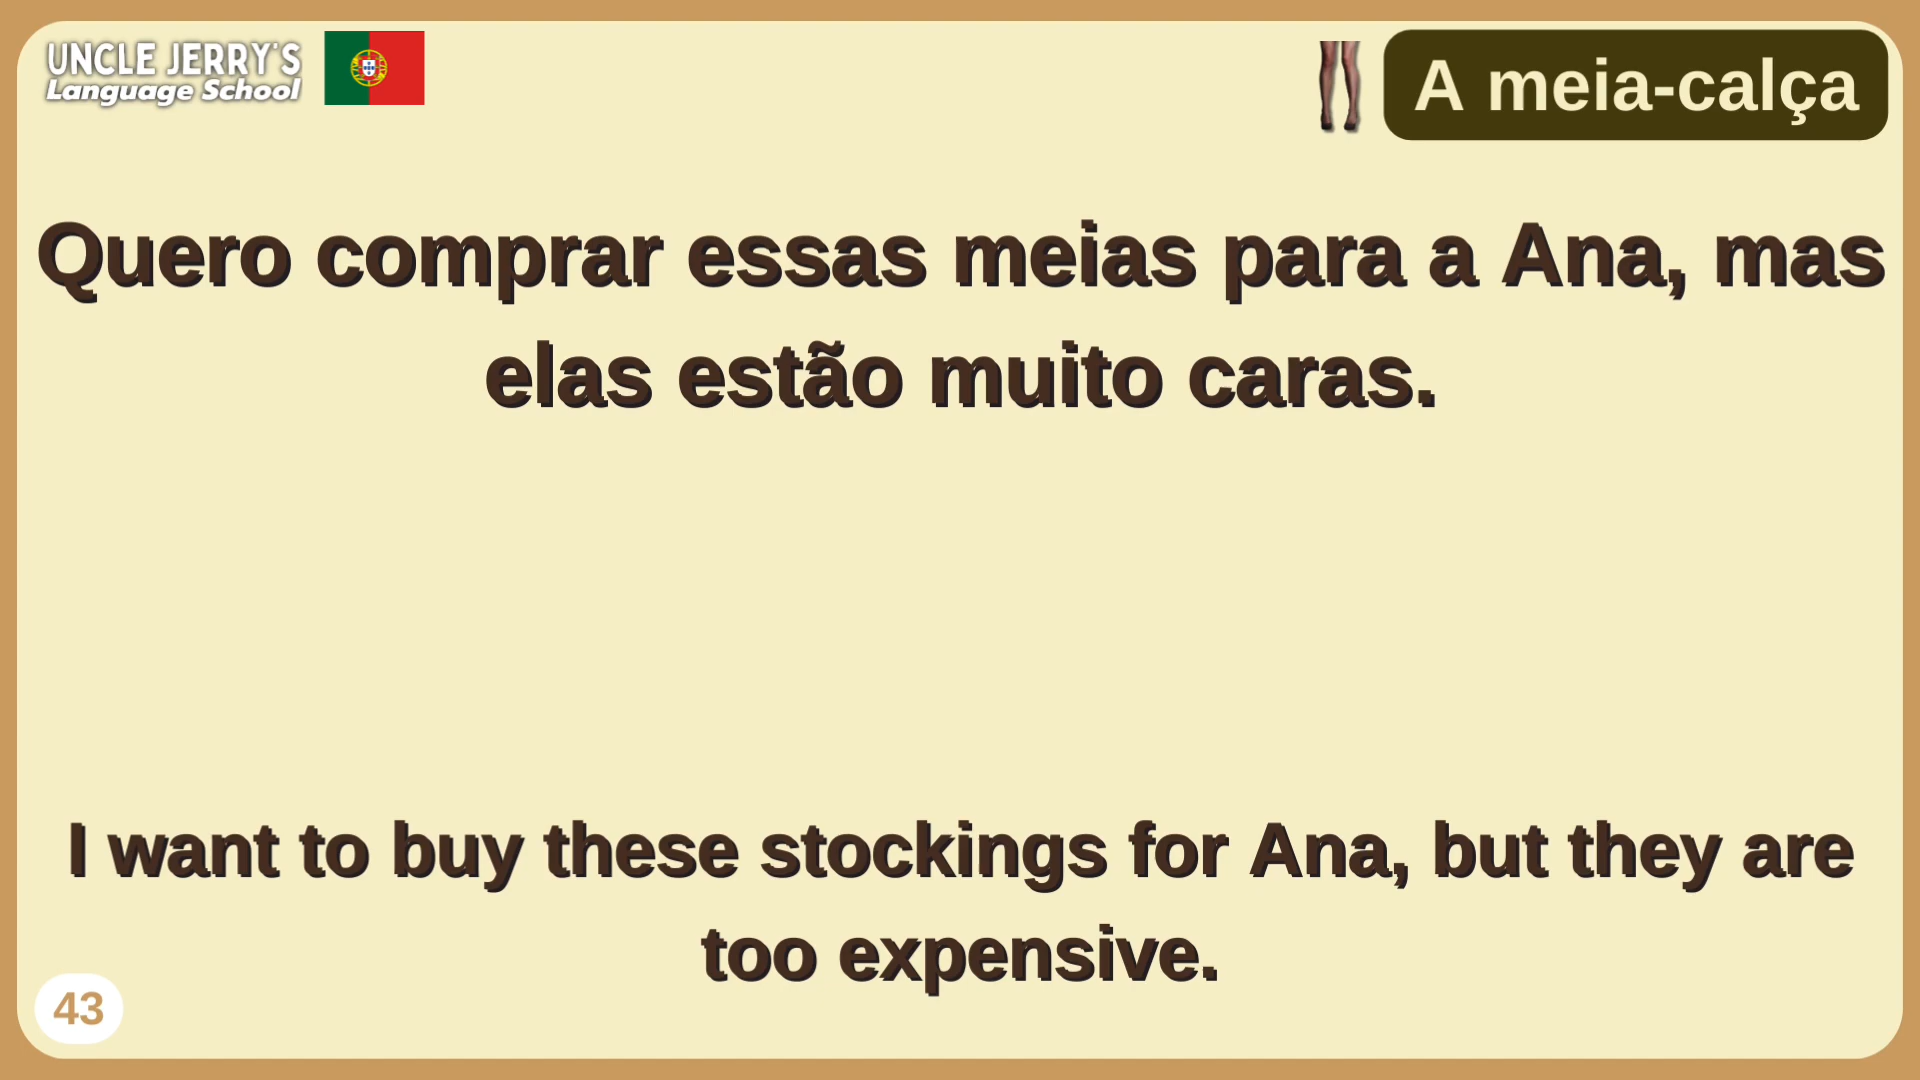 UNCLE JERRY'S
Language School
A meia-calça
Quero comprar essas meias para a Ana, mas
elas estão muito caras.
I want to buy these stockings for Ana, but they are
too expensive.
43